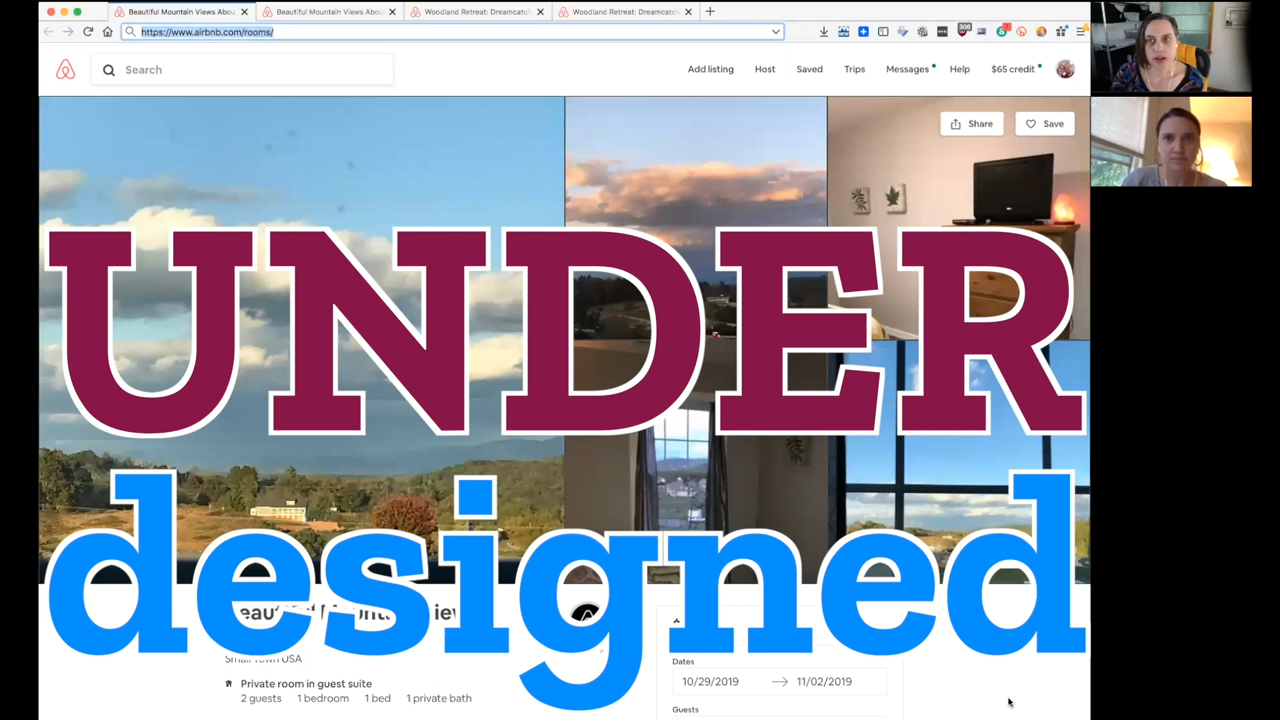 Beautiful Mountain Views Abou
Beautiful Mountain Views Abou
Woodland Retreat: Dreamcatch
Woodland Retreat: Dreamcatch
https://www.airbnb.com/rooms/
Search
Add listing
Host
Saved
Trips
Messages
Help
$65 credit
Share
Save
UNDER
designed
Small Town USA
Dates
Private room in guest suite
10/29/2019
11/02/2019
2 guests
1 bedroom
1 bed
1 private bath
Guests